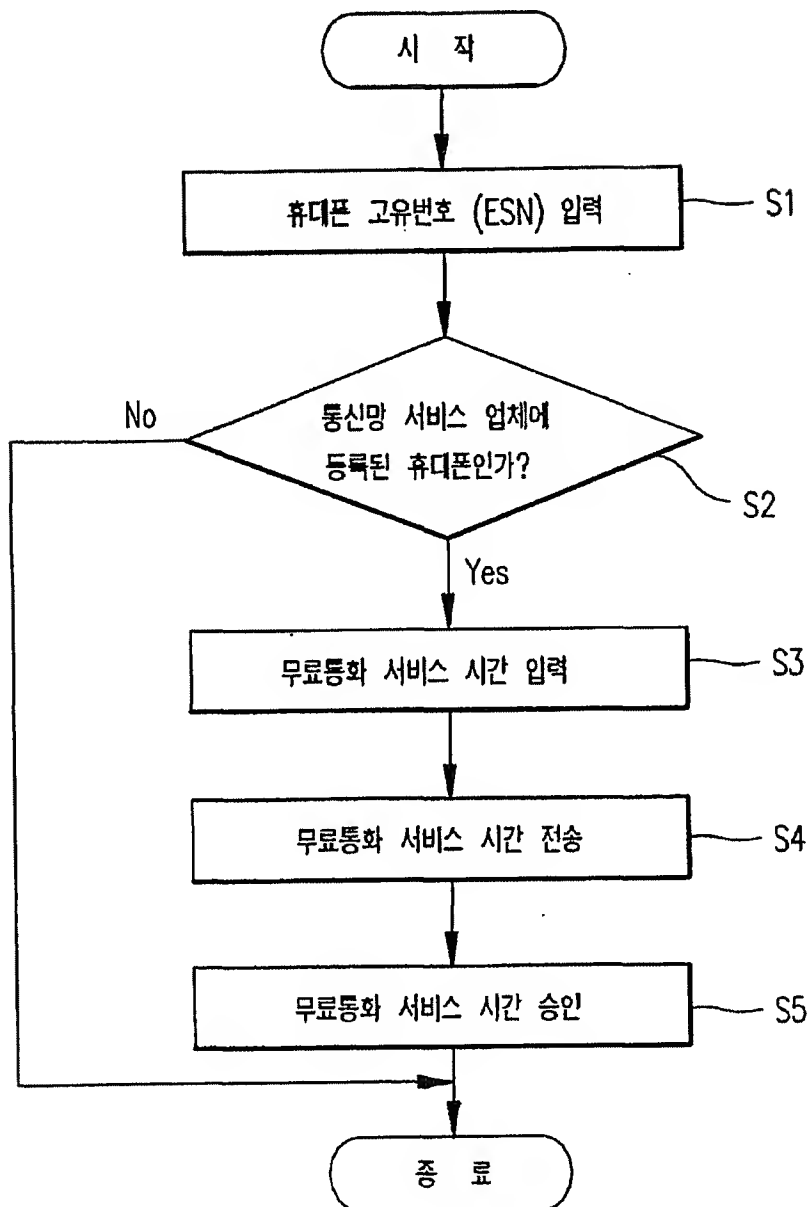 시 작
휴대폰 고유번호 (ESN) 입력
S1
통신망 서비스 업체에
등록된 휴대폰인가?
No
S2
Yes
무료통화 서비스 시간 입력
S3
무료통화 서비스 시간 전송
S4
무료통화 서비스 시간 승인
S5
종 료